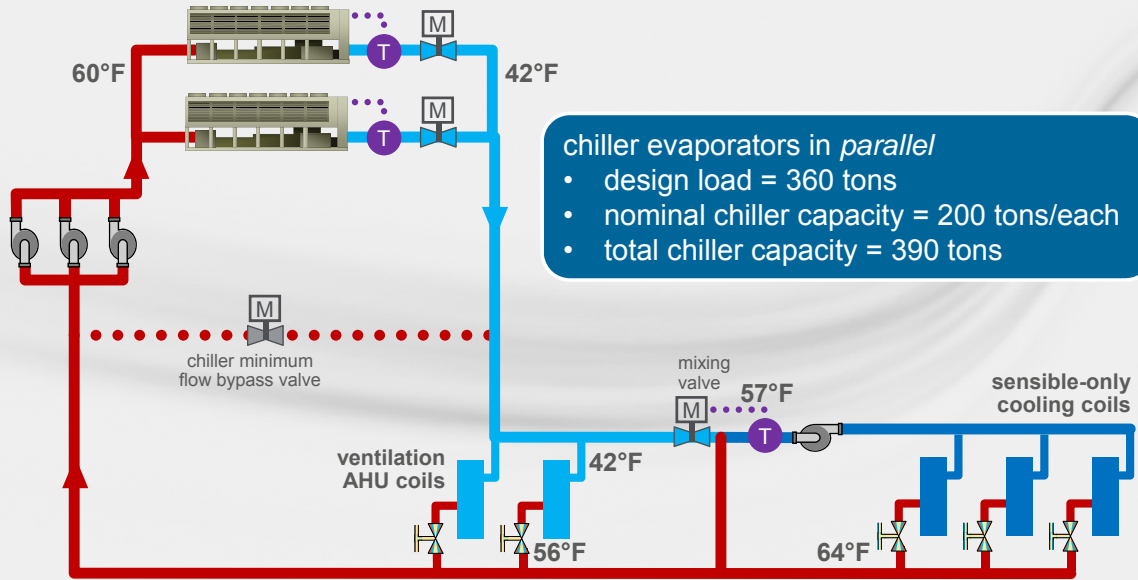 M
T
60°F
42°F
M
T
chiller evaporators in parallel
• design load = 360 tons
• nominal chiller capacity = 200 tons/each
• total chiller capacity = 390 tons
M
chiller minimum
flow bypass valve
mixing
valve
M
57°F
T
sensible-only
cooling coils
ventilation
AHU coils
42°F
56°F
64°F